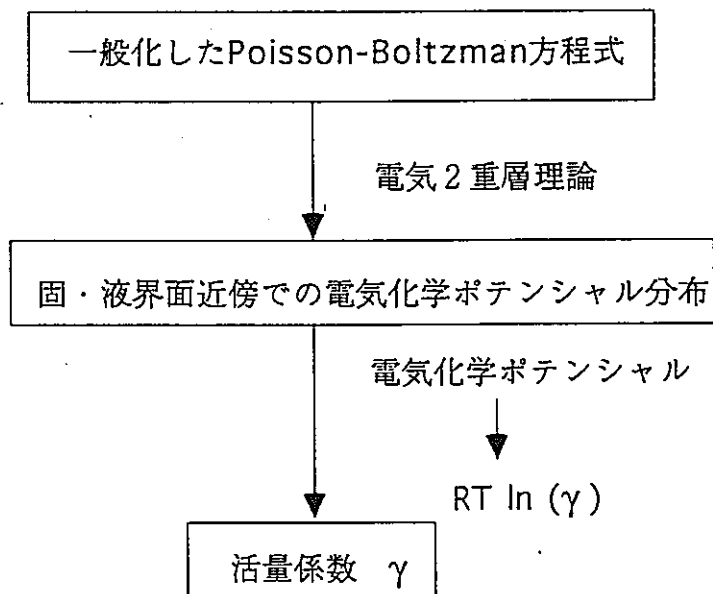 一般化したPoisson-Boltzman方程式
電気2重層理論
固・液界面近傍での電気化学ポテンシャル分布
電気化学ポテンシャル
RT ln (γ)
活量係数 γ